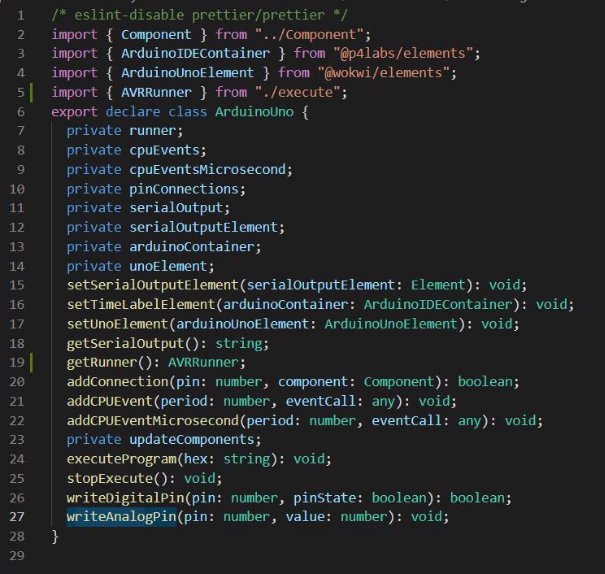 1 /* eslint-disable prettier/prettier */
2 import { Component } from "../Component";
3 import { ArduinoIDEContainer } from "@p4labs/elements";
4 import { ArduinoUnoElement } from "@wokwi/elements";
5 import { AVRRunner } from "./execute";
6 export declare class ArduinoUno {
7 private runner;
8 private cpuEvents;
9 private cpuEventsMicrosecond;
10 private pinConnections;
11 private serialOutput;
12 private serialOutputElement;
13 private arduinoContainer;
14 private unoElement;
15 setSerialOutputElement(serialOutputElement: Element): void;
16 setTimeLabelElement(arduinoContainer: ArduinoIDEContainer): void;
17 setUnoElement(arduinoUnoElement: ArduinoUnoElement): void;
18 getSerialOutput(): string;
19 getRunner(): AVRRunner;
20 addConnection(pin: number, component: Component): boolean;
21 addCPUEvent(period: number, eventCall: any): void;
22 addCPUEventMicrosecond(period: number, eventCall: any): void;
23 private updateComponents;
24 executeProgram(hex: string): void;
25 stopExecute(): void;
26 writeDigitalPin(pin: number, pinState: boolean): boolean;
27 writeAnalogPin(pin: number, value: number): void;
28 }
29